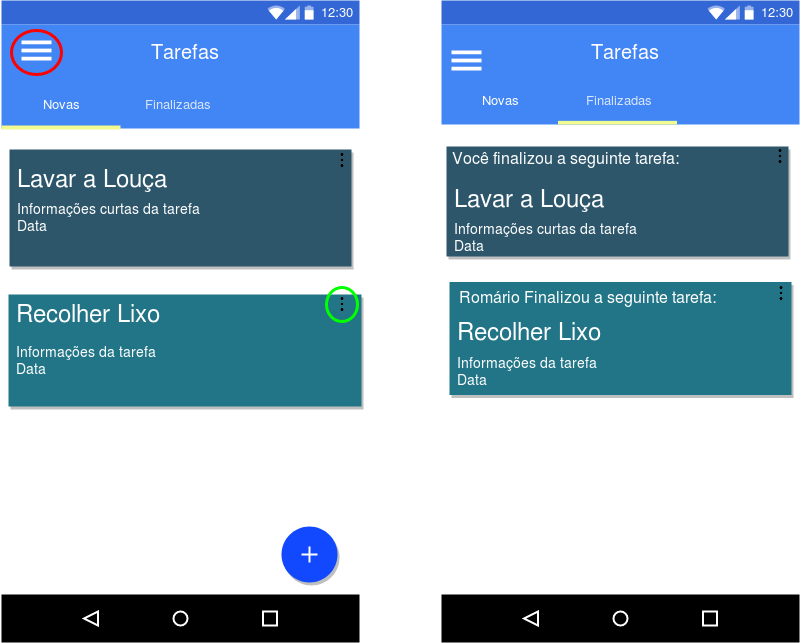 12:30
Tarefas
Novas
Finalizadas
Lavar a Louça
Informações curtas da tarefa
Data
Recolher Lixo
Informações da tarefa
Data
12:30
Tarefas
Novas
Finalizadas
Você finalizou a seguinte tarefa:
Lavar a Louça
Informações curtas da tarefa
Data
Romário Finalizou a seguinte tarefa:
Recolher Lixo
Informações da tarefa
Data